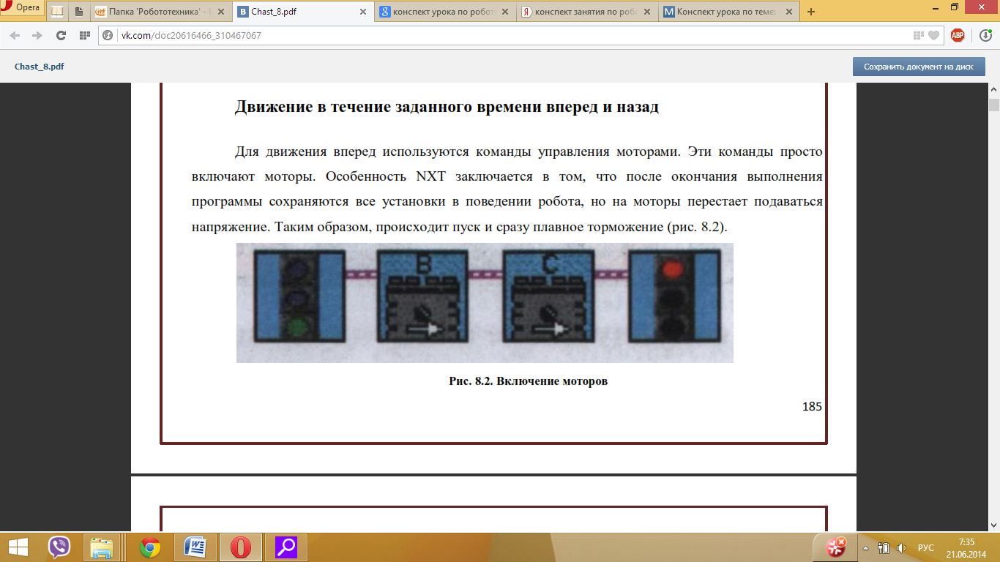 Opera
Папка 'Робототехника' -
Chast_8.pdf
конспект урока по робот
конспект занятия по роб
Конспект урока по теме:
vk.com/doc20616466_310467067
ABP
Chast_8.pdf
Сохранить документ на диск
Движение в течение заданного времени вперед и назад
Для движения вперед используются команды управления моторами. Эти команды просто
включают моторы. Особенность NXT заключается в том, что после окончания выполнения
программы сохраняются все установки в поведении робота, но на моторы перестает подаваться
напряжение. Таким образом, происходит пуск и сразу плавное торможение (рис. 8.2).
B C
Рис. 8.2. Включение моторов
185
РУС
7:35
21.06.2014